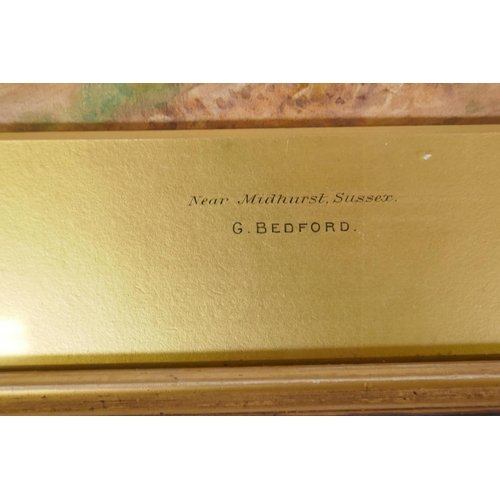 Near Midhurst, Sussex.
G. BEDFORD.